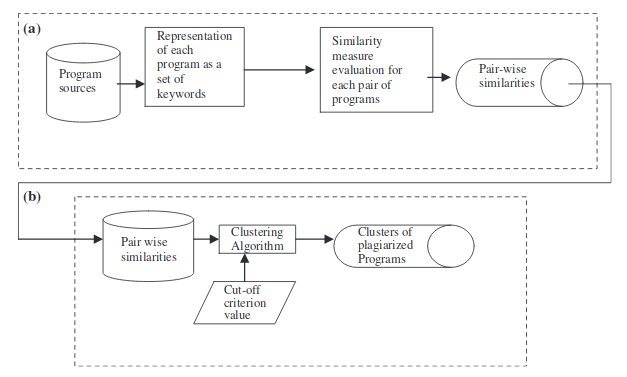 (a)
Program
sources
Representation
of each
program as a
set of
keywords
Similarity
measure
evaluation for
each pair of
programs
Pair-wise
similarities
(b)
Pair wise
similarities
Clustering
Algorithm
Clusters of
plagiarized
Programs
Cut-off
criterion
value